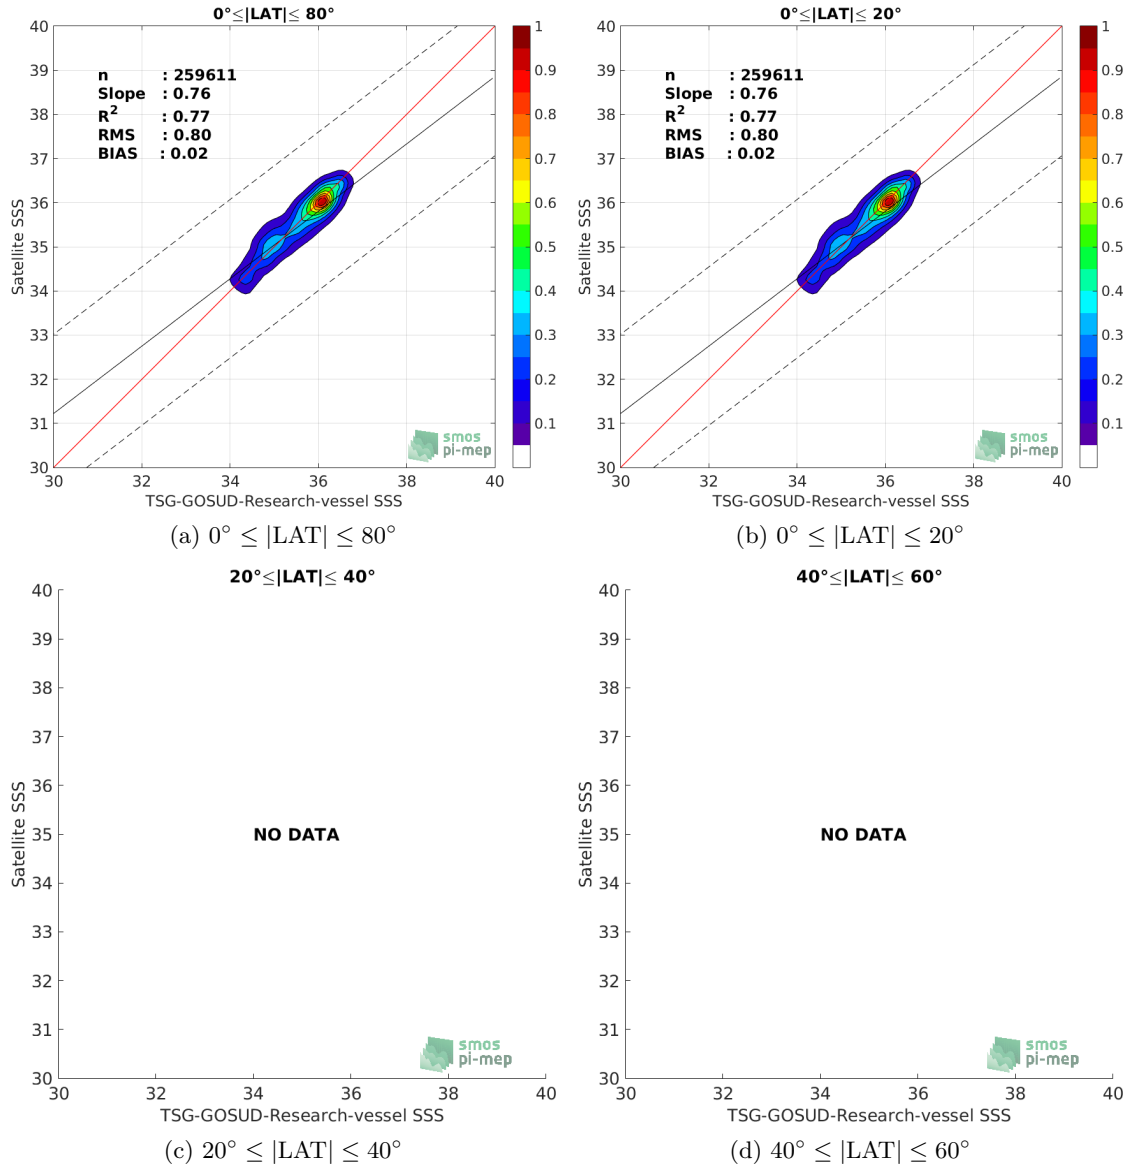 0°≤|LAT|≤ 80°
40
39
38
37
36
35
34
33
32
31
30
Satellite SSS
n : 259611
Slope : 0.76
R² : 0.77
RMS : 0.80
BIAS : 0.02
smos
pi-mep
30 32 34 36 38 40
TSG-GOSUD-Research-vessel SSS
1
0.9
0.8
0.7
0.6
0.5
0.4
0.3
0.2
0.1
(a) 0° ≤ |LAT| ≤ 80°
0°≤|LAT|≤ 20°
40
39
38
37
36
35
34
33
32
31
30
Satellite SSS
n : 259611
Slope : 0.76
R² : 0.77
RMS : 0.80
BIAS : 0.02
smos
pi-mep
30 32 34 36 38 40
TSG-GOSUD-Research-vessel SSS
1
0.9
0.8
0.7
0.6
0.5
0.4
0.3
0.2
0.1
(b) 0° ≤ |LAT| ≤ 20°
20°≤|LAT|≤ 40°
40
39
38
37
36
35
34
33
32
31
30
Satellite SSS
NO DATA
smos
pi-mep
30 32 34 36 38 40
TSG-GOSUD-Research-vessel SSS
(c) 20° ≤ |LAT| ≤ 40°
40°≤|LAT|≤ 60°
40
39
38
37
36
35
34
33
32
31
30
Satellite SSS
NO DATA
smos
pi-mep
30 32 34 36 38 40
TSG-GOSUD-Research-vessel SSS
(d) 40° ≤ |LAT| ≤ 60°